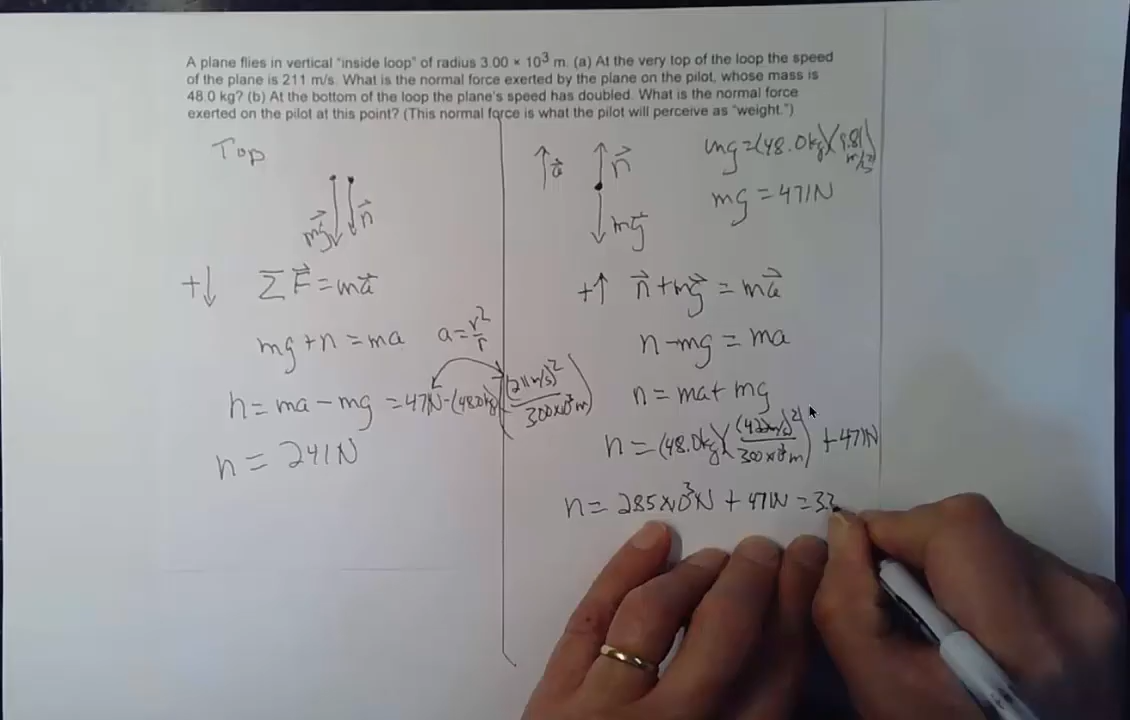 A plane flies in vertical “inside loop” of radius 3.00 × 10³ m. (a) At the very top of the loop the speed
of the plane is 211 m/s. What is the normal force exerted by the plane on the pilot, whose mass is
48.0 kg? (b) At the bottom of the loop the plane's speed has doubled. What is the normal force
exerted on the pilot at this point? (This normal force is what the pilot will perceive as “weight.”)
Top
mg⃗ n⃗
+↓ ΣF⃗ = ma⃗
mg + n = ma a = v²/r
n = ma – mg = 471N - (48.0kg)((211m/s)²/3.00×10³m)
n = 241N
↑a⃗ ↑n⃗
mg⃗
mg = (48.0kg)(9.81 m/s²)
mg = 471N
+↑ n⃗ + mg⃗ = ma⃗
n – mg = ma
n = ma + mg
n = (48.0kg)((422m/s)²/3.00×10³m) + 471N
n = 2.85×10³N + 471N = 3.3